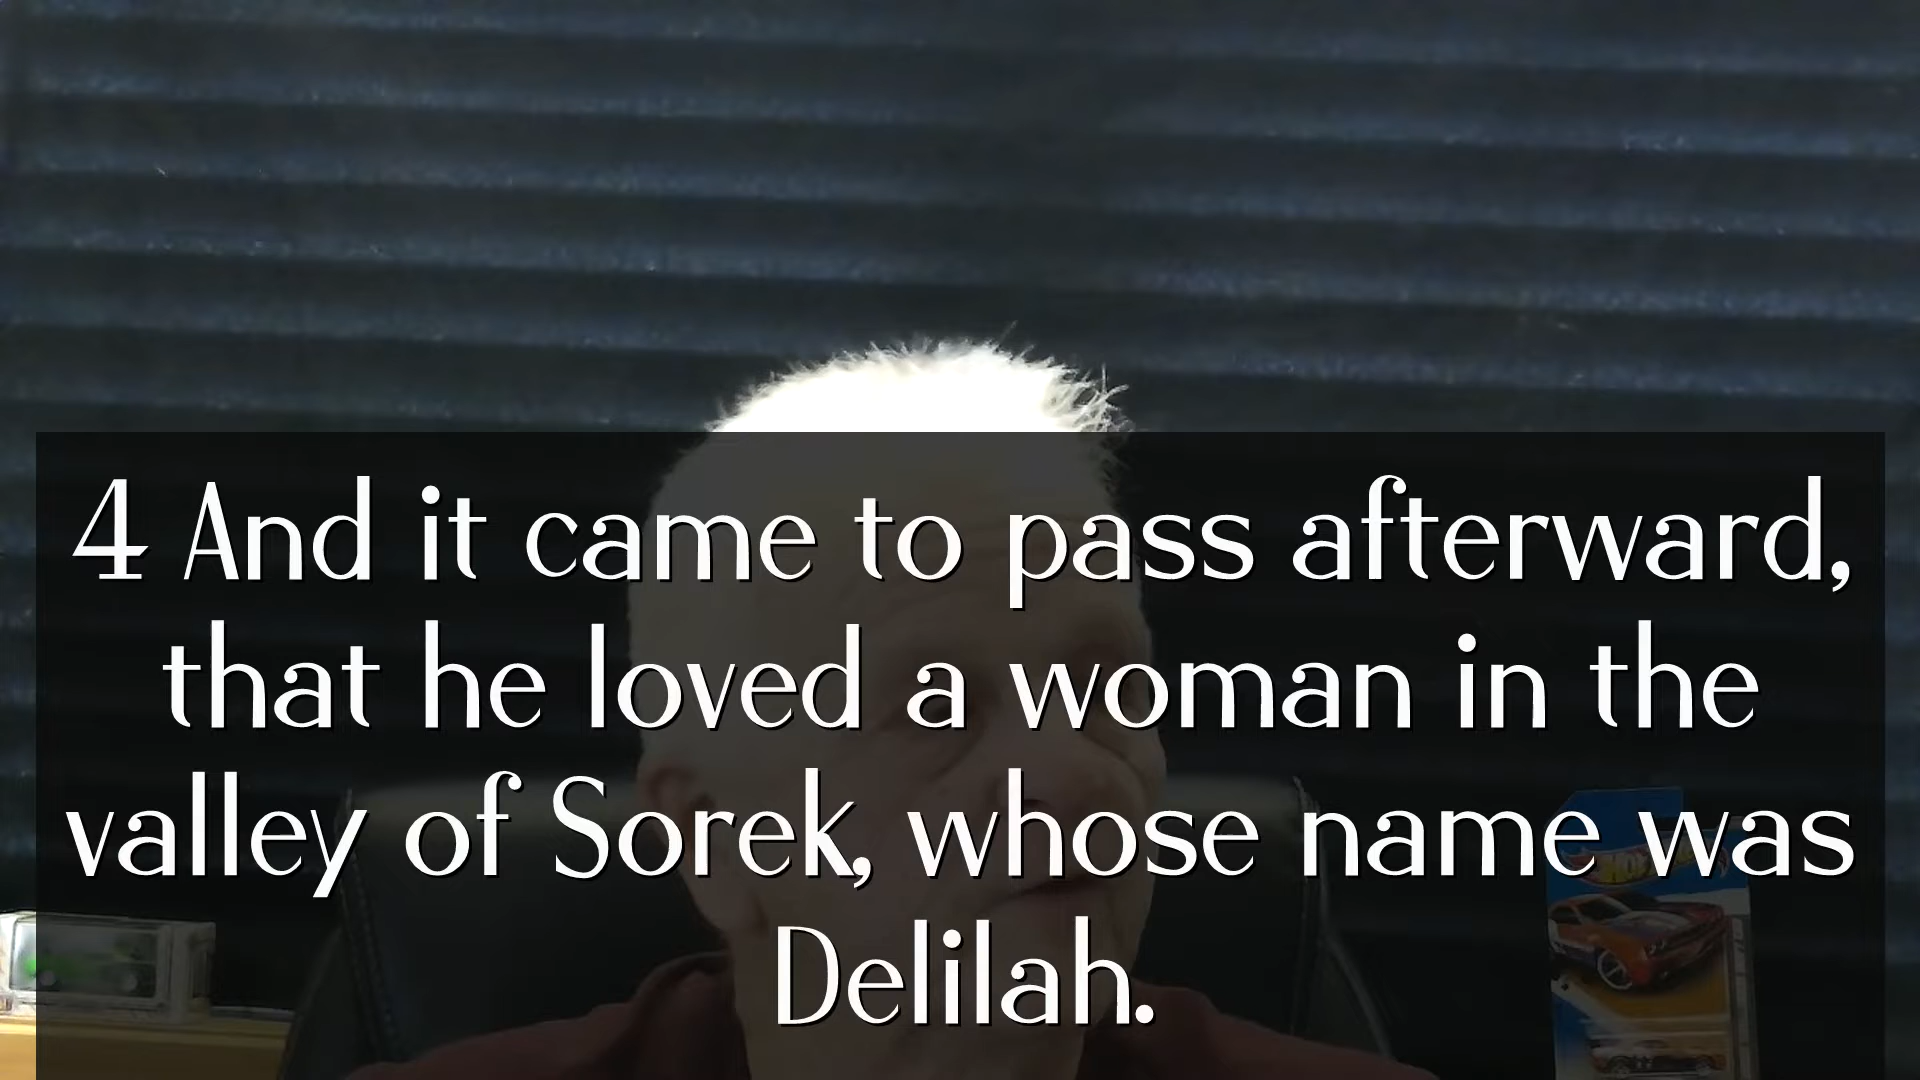 4 And it came to pass afterward,
that he loved a woman in the
valley of Sorek, whose name was
Delilah.